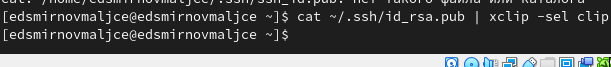 cat: /home/edsmirnovmaljce/.ssh/ssh_id.pub: Нет такого файла или каталога
[edsmirnovmaljce@edsmirnovmaljce ~]$ cat ~/.ssh/id_rsa.pub | xclip -sel clip
[edsmirnovmaljce@edsmirnovmaljce ~]$